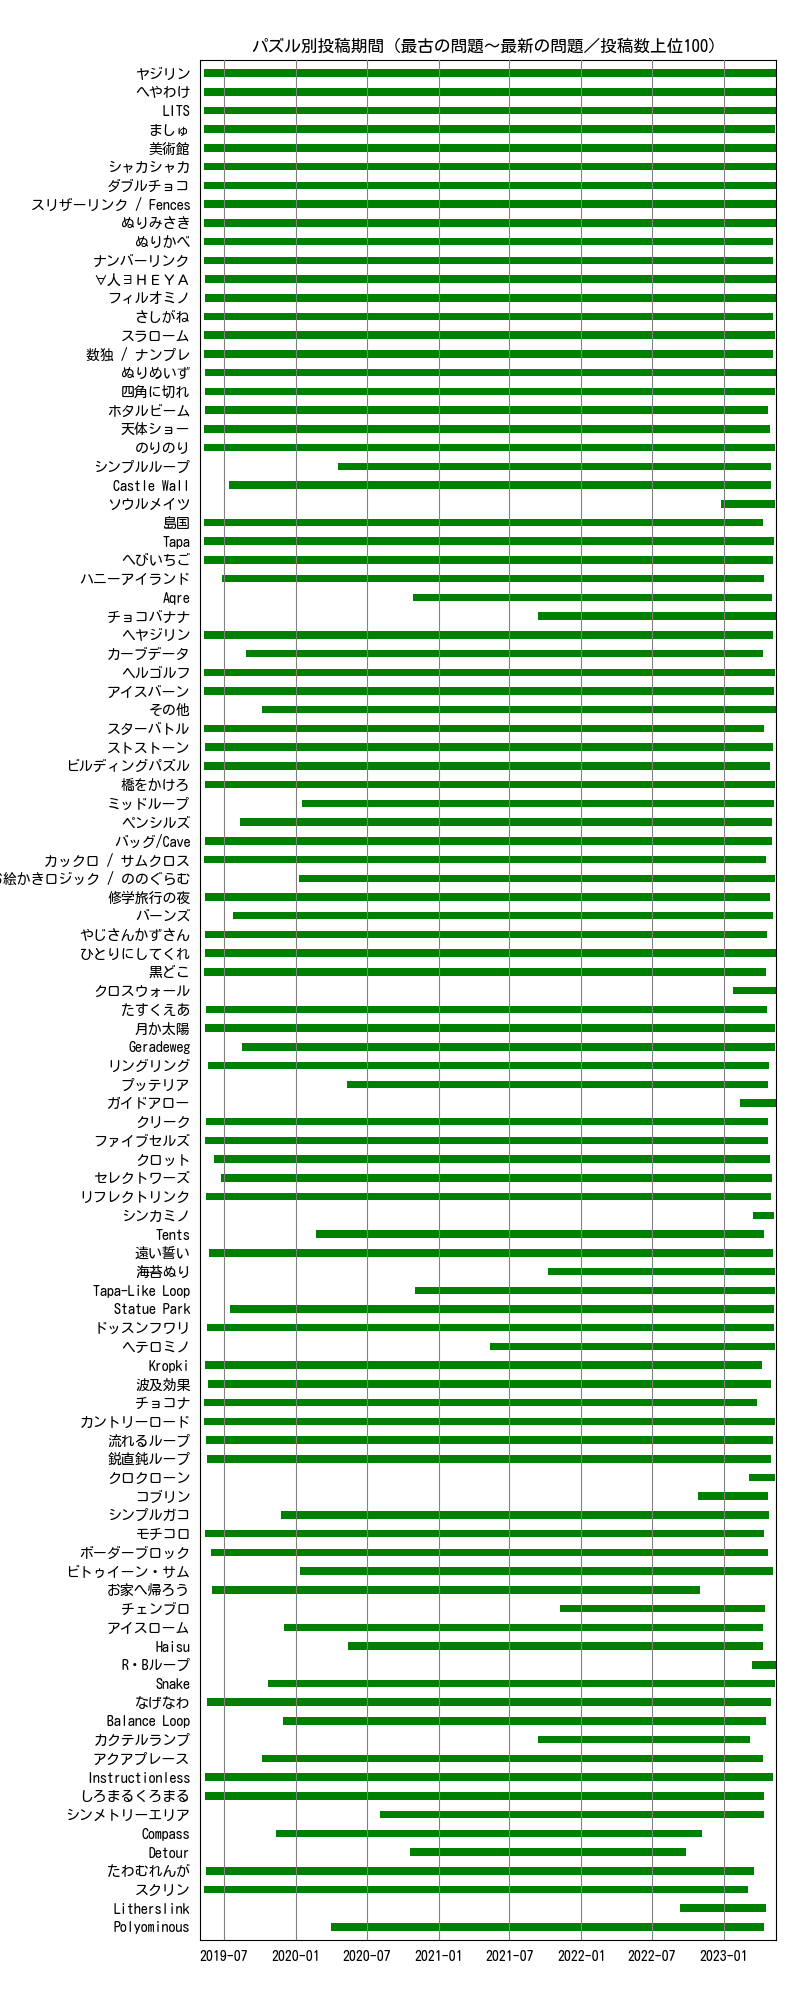 パズル別投稿期間（最古の問題～最新の問題／投稿数上位100）
ヤジリン
へやわけ
LITS
ましゅ
美術館
シャカシャカ
ダブルチョコ
スリザーリンク / Fences
ぬりみさき
ぬりかべ
ナンバーリンク
∀人∃ＨＥＹＡ
フィルオミノ
さしがね
スラローム
数独 / ナンプレ
ぬりめいず
四角に切れ
ホタルビーム
天体ショー
のりのり
シンプルループ
Castle Wall
ソウルメイツ
島国
Tapa
へびいちご
ハニーアイランド
Aqre
チョコバナナ
ヘヤジリン
カーブデータ
ヘルゴルフ
アイスバーン
その他
スターバトル
ストストーン
ビルディングパズル
橋をかけろ
ミッドループ
ペンシルズ
バッグ/Cave
カックロ / サムクロス
絵かきロジック / ののぐらむ
修学旅行の夜
バーンズ
やじさんかずさん
ひとりにしてくれ
黒どこ
クロスウォール
たすくえあ
月か太陽
Geradeweg
リングリング
プッテリア
ガイドアロー
クリーク
ファイブセルズ
クロット
セレクトワーズ
リフレクトリンク
シンカミノ
Tents
遠い誓い
海苔ぬり
Tapa-Like Loop
Statue Park
ドッスンフワリ
ヘテロミノ
Kropki
波及効果
チョコナ
カントリーロード
流れるループ
鋭直鈍ループ
クロクローン
コブリン
シンプルガコ
モチコロ
ボーダーブロック
ビトゥイーン・サム
お家へ帰ろう
チェンブロ
アイスローム
Haisu
R・Bループ
Snake
なげなわ
Balance Loop
カクテルランプ
アクアプレース
Instructionless
しろまるくろまる
シンメトリーエリア
Compass
Detour
たわむれんが
スクリン
Litherslink
Polyominous
2019-07 2020-01 2020-07 2021-01 2021-07 2022-01 2022-07 2023-01